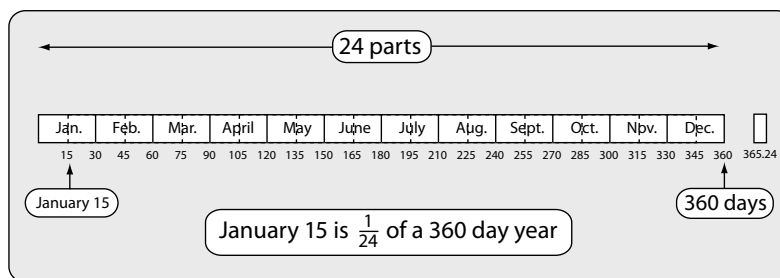 24 parts
Jan. Feb. Mar. April May June July Aug. Sept. Oct. Nov. Dec.
15 30 45 60 75 90 105 120 135 150 165 180 195 210 225 240 255 270 285 300 315 330 345 360 365.24
January 15 360 days
January 15 is 1/24 of a 360 day year